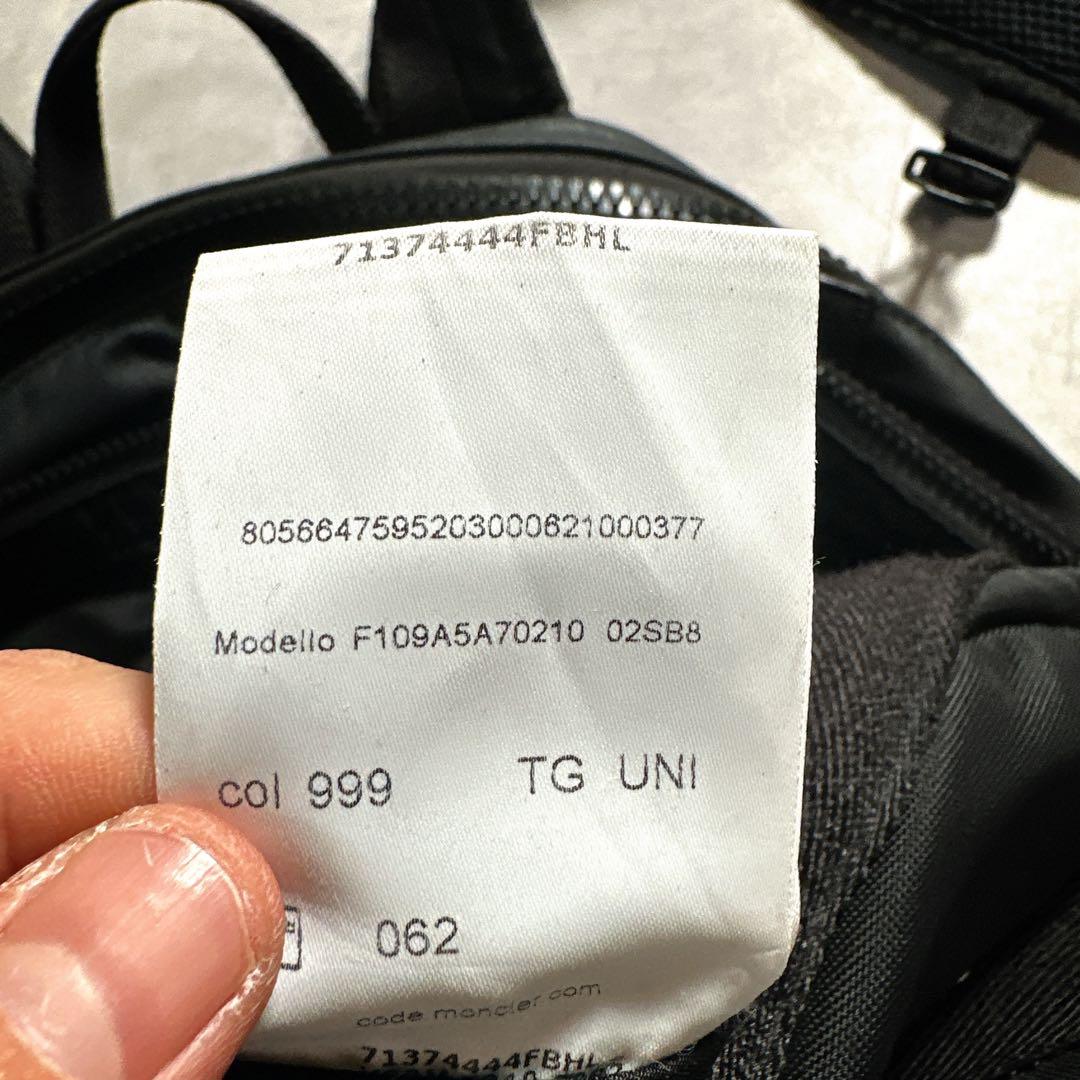 71374444FBHL
8056647595203000621000377
Modello F109A5A70210 02SB8
col 999 TG UNI
062
code moncler com
71374444FBHL